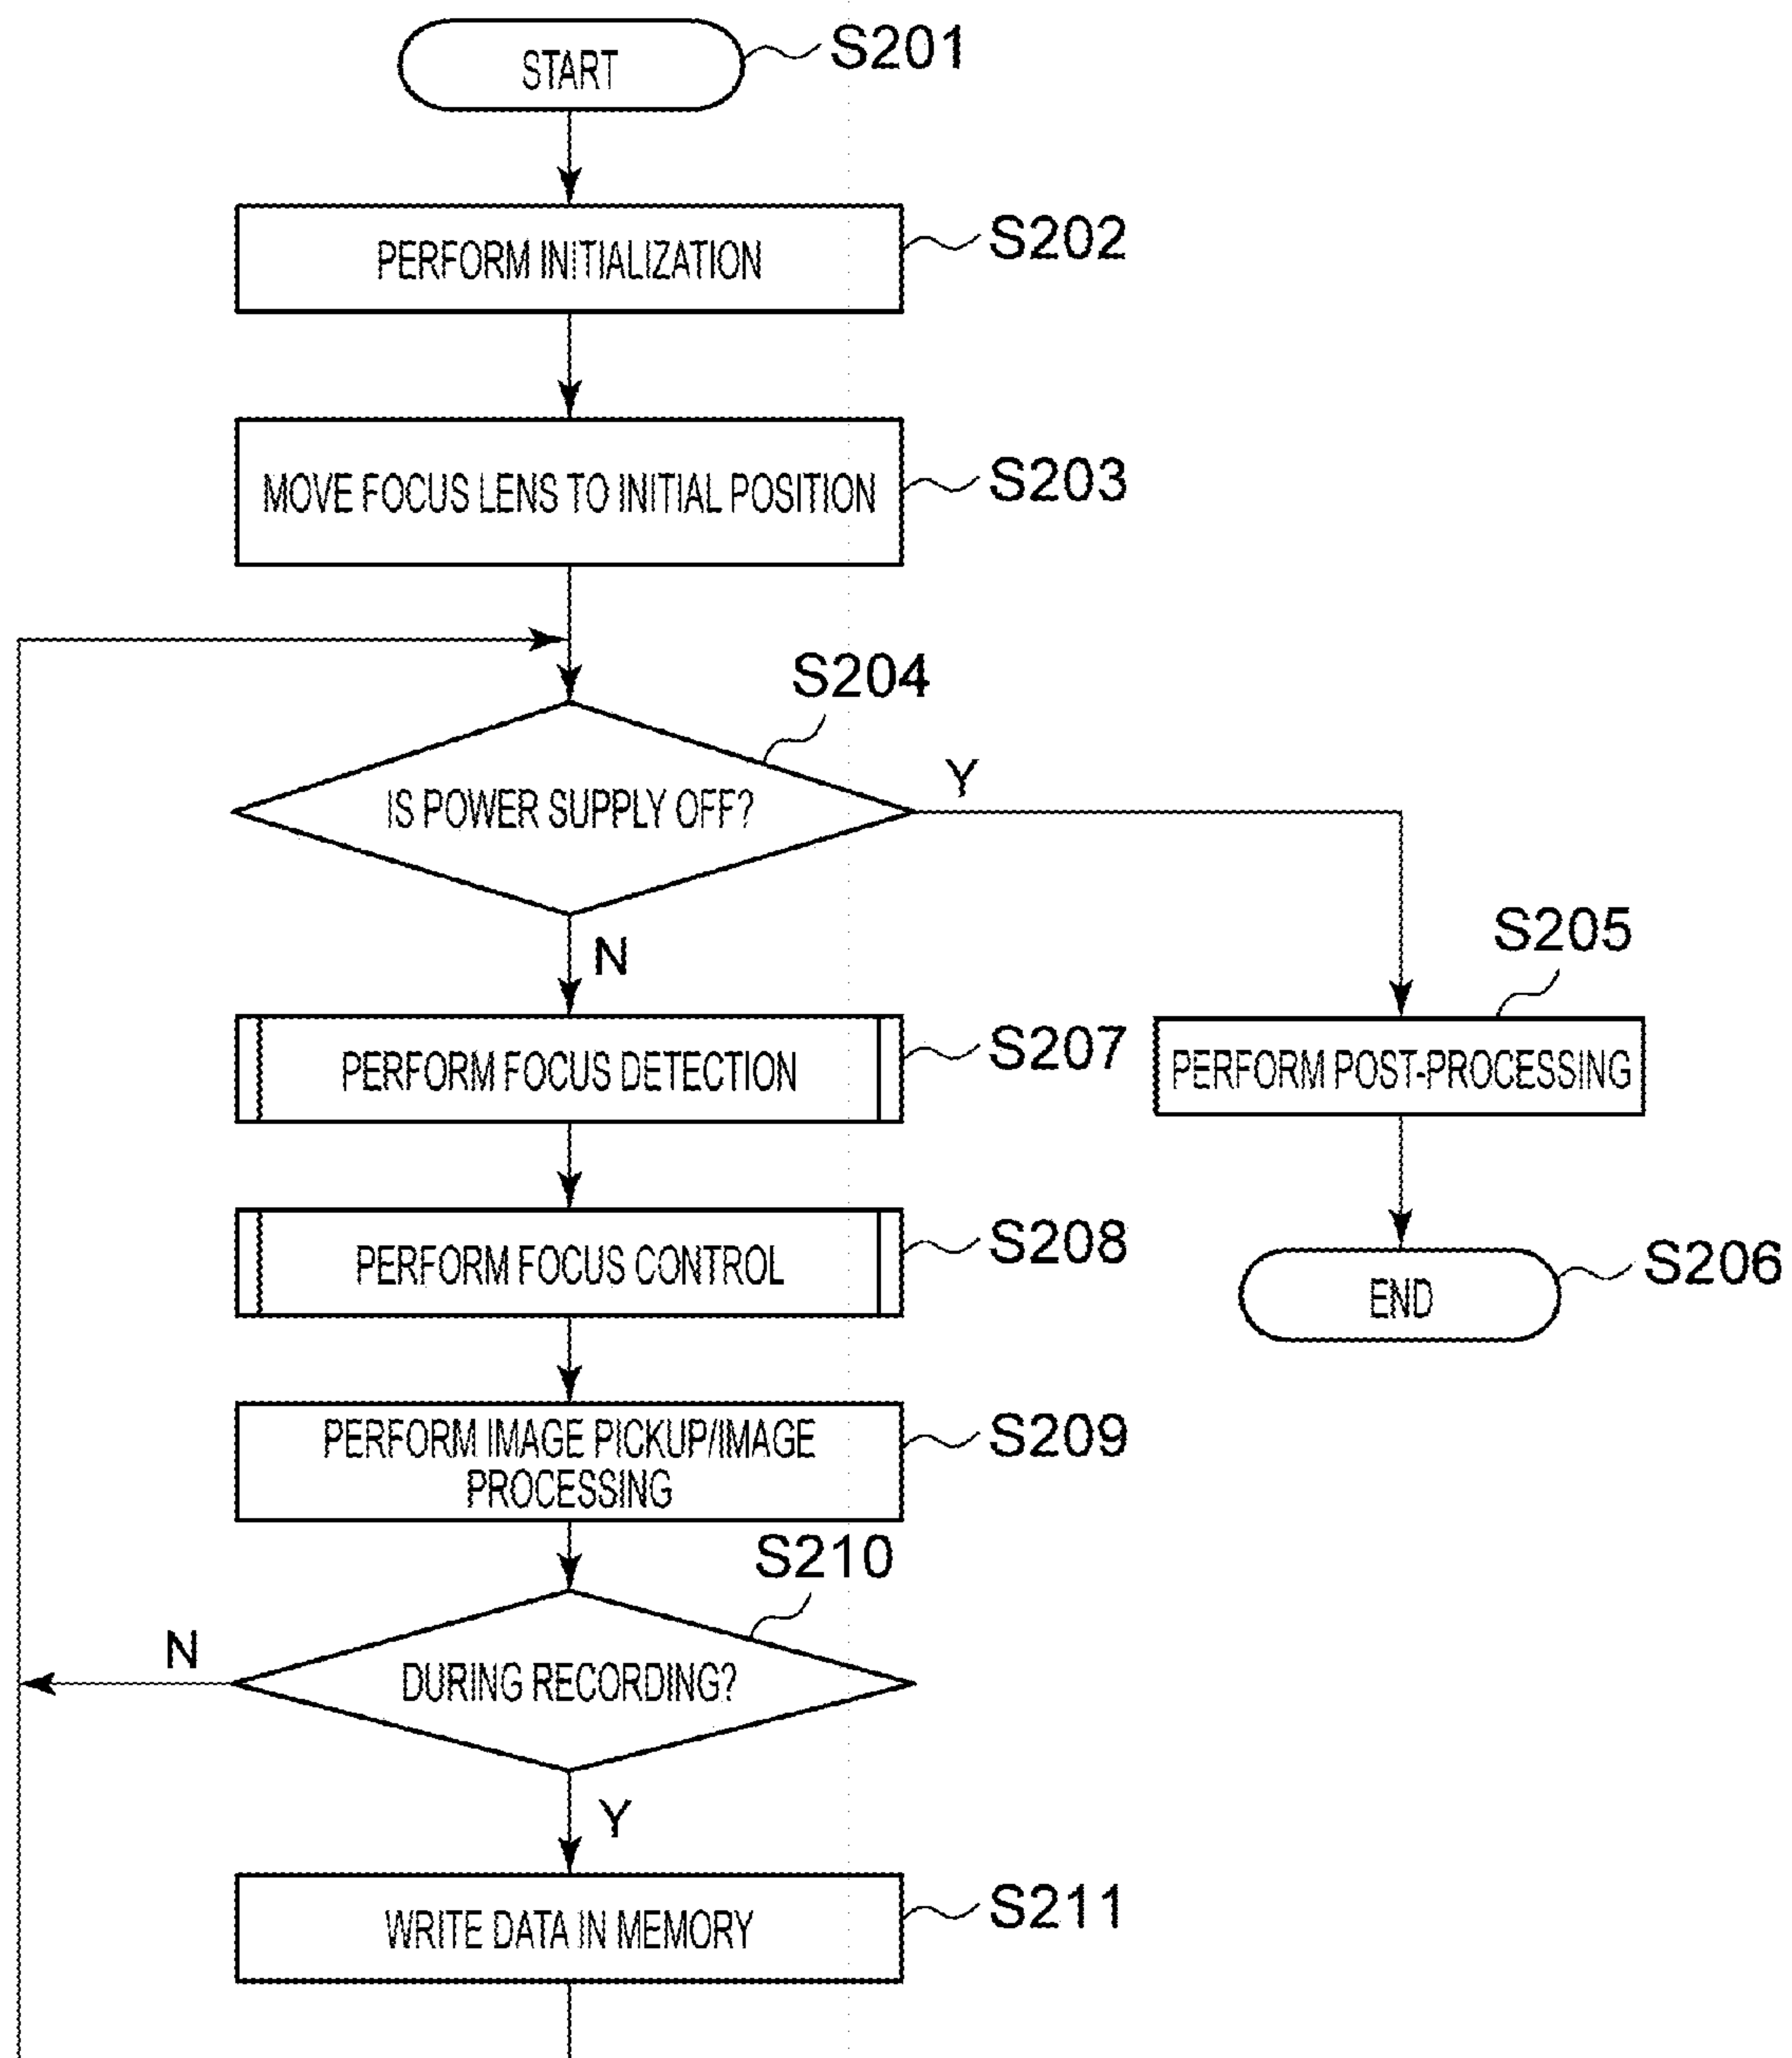 START
S201
PERFORM INITIALIZATION
S202
MOVE FOCUS LENS TO INITIAL POSITION
S203
S204
IS POWER SUPPLY OFF?
Y
N
S205
PERFORM FOCUS DETECTION
S207
PERFORM POST-PROCESSING
PERFORM FOCUS CONTROL
S208
END
S206
PERFORM IMAGE PICKUP/IMAGE
PROCESSING
S209
S210
N
DURING RECORDING?
Y
WRITE DATA IN MEMORY
S211